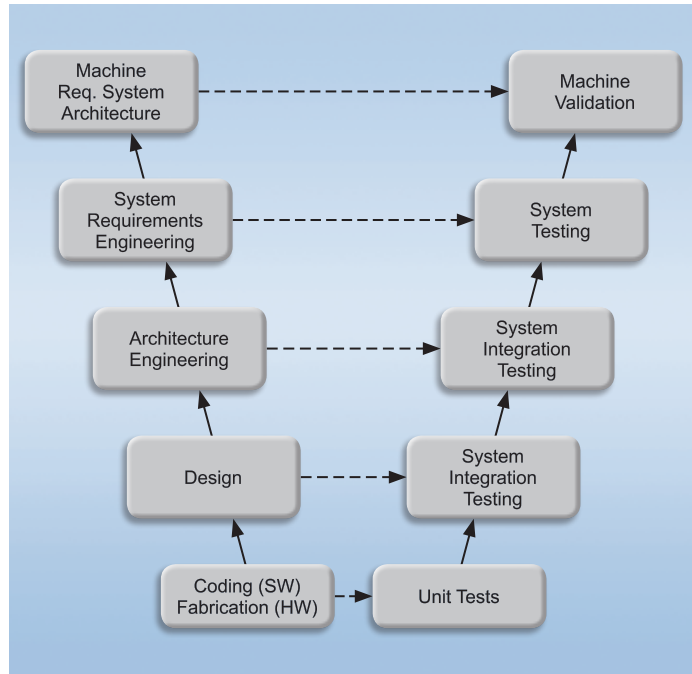 Machine
Req. System
Architecture
Machine
Validation
System
Requirements
Engineering
System
Testing
Architecture
Engineering
System
Integration
Testing
Design
System
Integration
Testing
Coding (SW)
Fabrication (HW)
Unit Tests